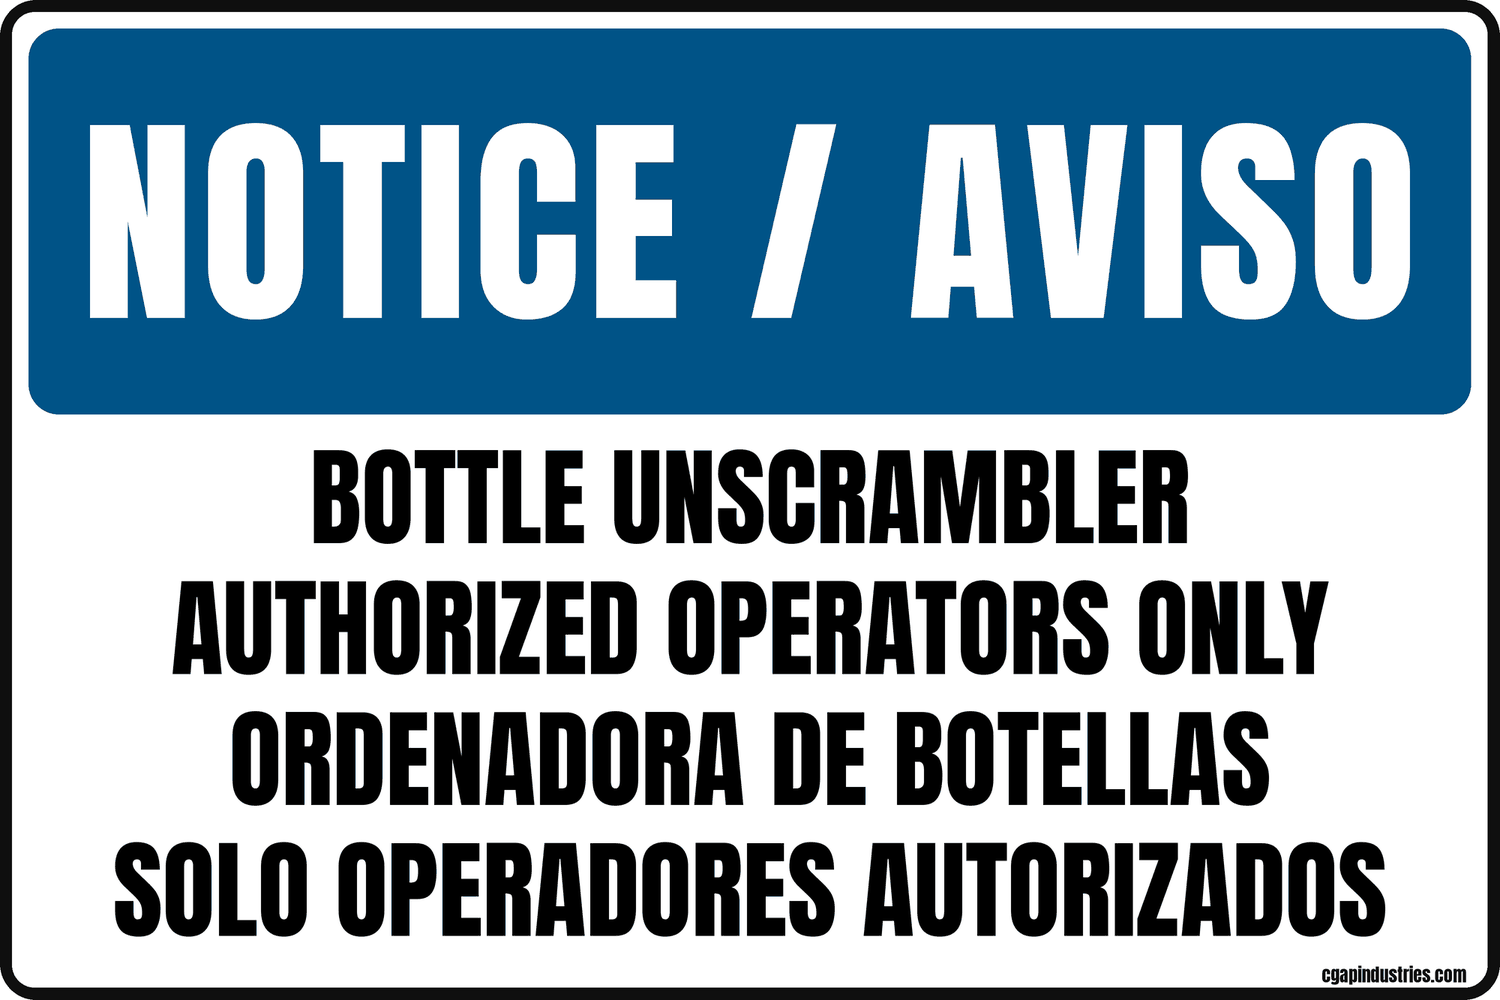 NOTICE / AVISO
BOTTLE UNSCRAMBLER
AUTHORIZED OPERATORS ONLY
ORDENADORA DE BOTELLAS
SOLO OPERADORES AUTORIZADOS
cgapindustries.com